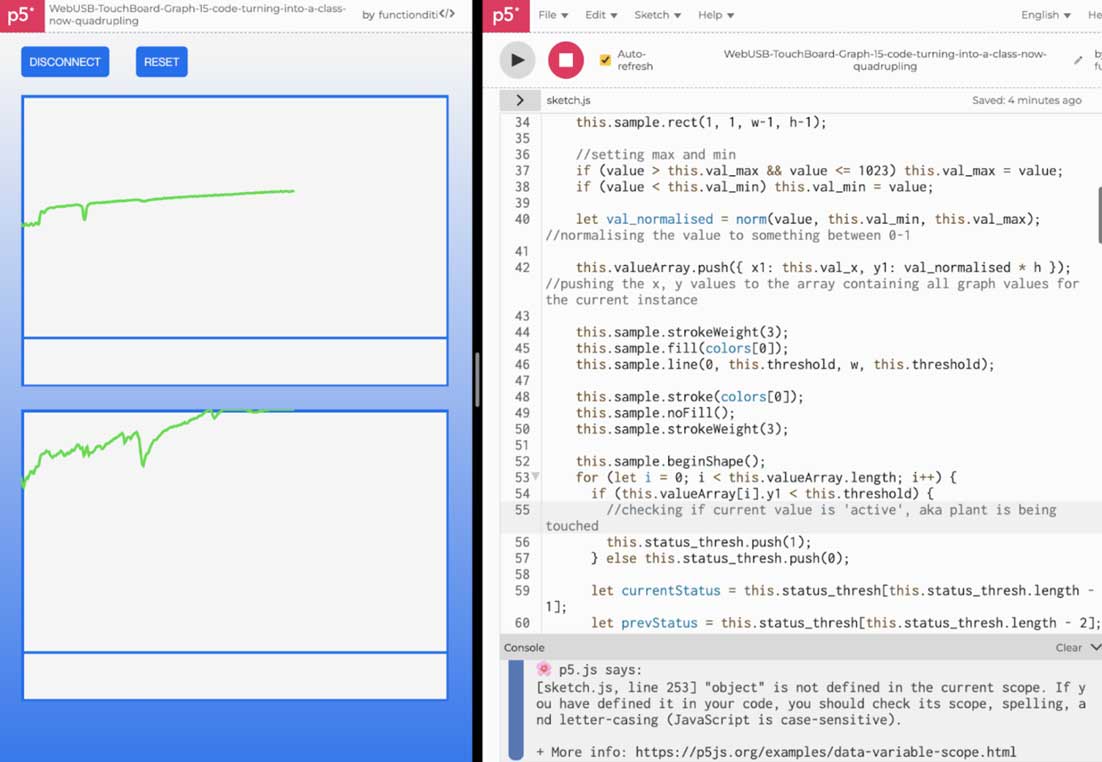 p5*
WebUSB-TouchBoard-Graph-15-code-turning-into-a-class-
now-quadrupling
by functionditi</>
DISCONNECT
RESET
p5*
File
Edit
Sketch
Help
English
He
Auto-
refresh
WebUSB-TouchBoard-Graph-15-code-turning-into-a-class-now-
quadrupling
sketch.js
Saved: 4 minutes ago
34 this.sample.rect(1, 1, w-1, h-1);
35
36 //setting max and min
37 if (value > this.val_max && value <= 1023) this.val_max = value;
38 if (value < this.val_min) this.val_min = value;
39
40 let val_normalised = norm(value, this.val_min, this.val_max);
//normalising the value to something between 0-1
41
42 this.valueArray.push({ x1: this.val_x, y1: val_normalised * h });
//pushing the x, y values to the array containing all graph values for
the current instance
43
44 this.sample.strokeWeight(3);
45 this.sample.fill(colors[0]);
46 this.sample.line(0, this.threshold, w, this.threshold);
47
48 this.sample.stroke(colors[0]);
49 this.sample.noFill();
50 this.sample.strokeWeight(3);
51
52 this.sample.beginShape();
53 for (let i = 0; i < this.valueArray.length; i++) {
54 if (this.valueArray[i].y1 < this.threshold) {
55 //checking if current value is 'active', aka plant is being
touched
56 this.status_thresh.push(1);
57 } else this.status_thresh.push(0);
58
59 let currentStatus = this.status_thresh[this.status_thresh.length -
1];
60 let prevStatus = this.status_thresh[this.status_thresh.length - 2];
Console
Clear
🌸 p5.js says:
[sketch.js, line 253] "object" is not defined in the current scope. If y
ou have defined it in your code, you should check its scope, spelling, a
nd letter-casing (JavaScript is case-sensitive).
+ More info: https://p5js.org/examples/data-variable-scope.html